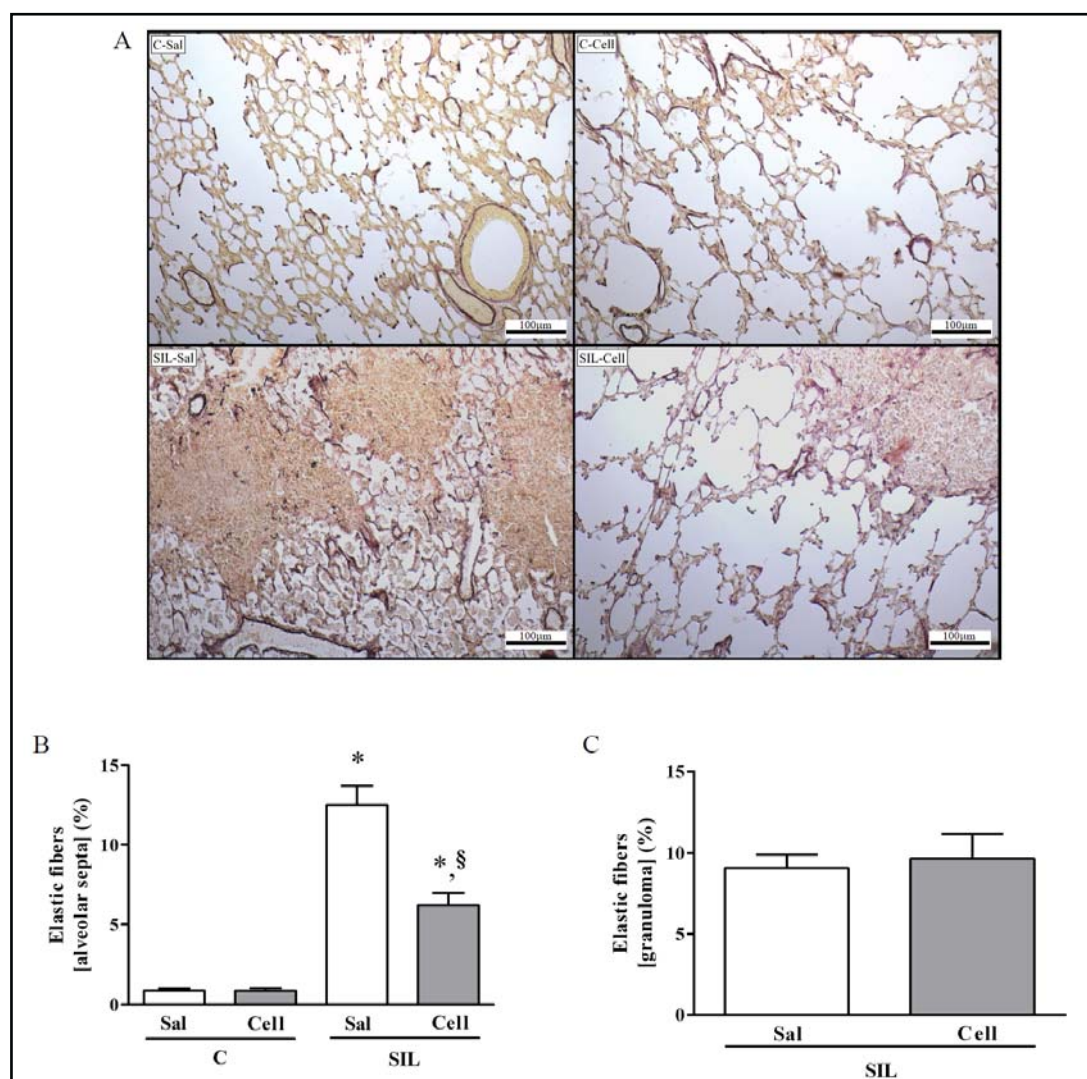 A
C-Sal
C-Cell
100μm
100μm
SIL-Sal
SIL-Cell
100μm
100μm
B
Elastic fibers
[alveolar septa] (%)
15
10
5
0
*
*,§
Sal
Cell
Sal
Cell
C
SIL
C
Elastic fibers
[granuloma] (%)
15
10
5
0
Sal
Cell
SIL